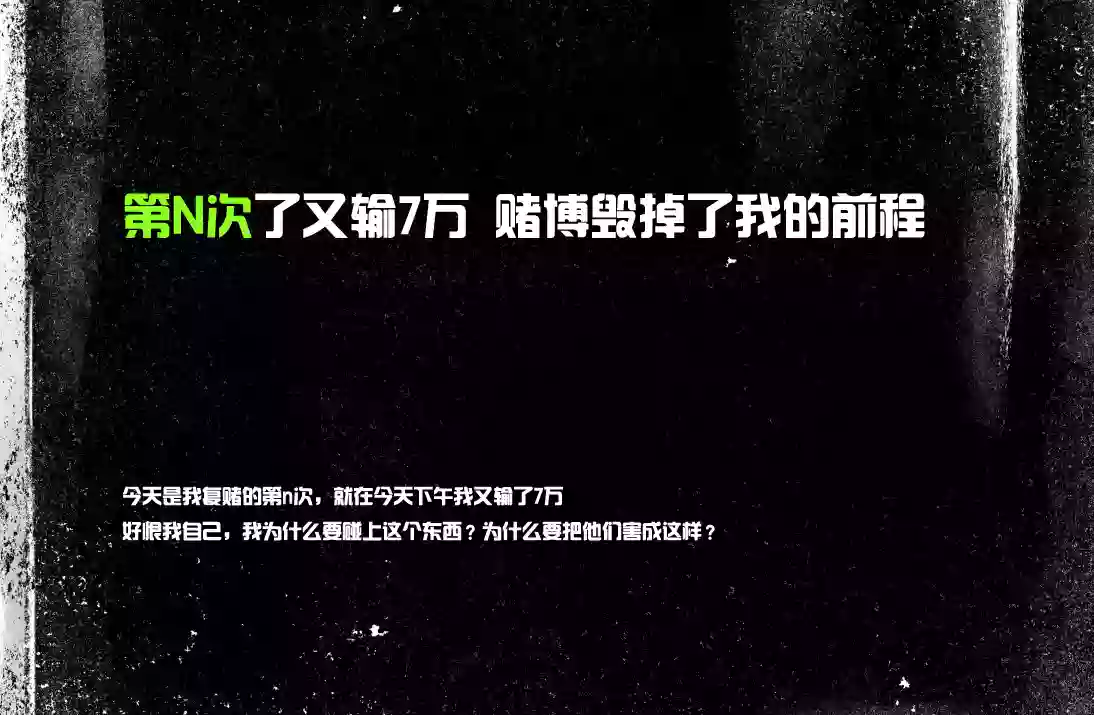 第N次了又输7万 赌博毁掉了我的前程
今天是我复赌的第n次，就在今天下午我又输了7万
好恨我自己，我为什么要碰上这个东西？为什么要把他们害成这样？